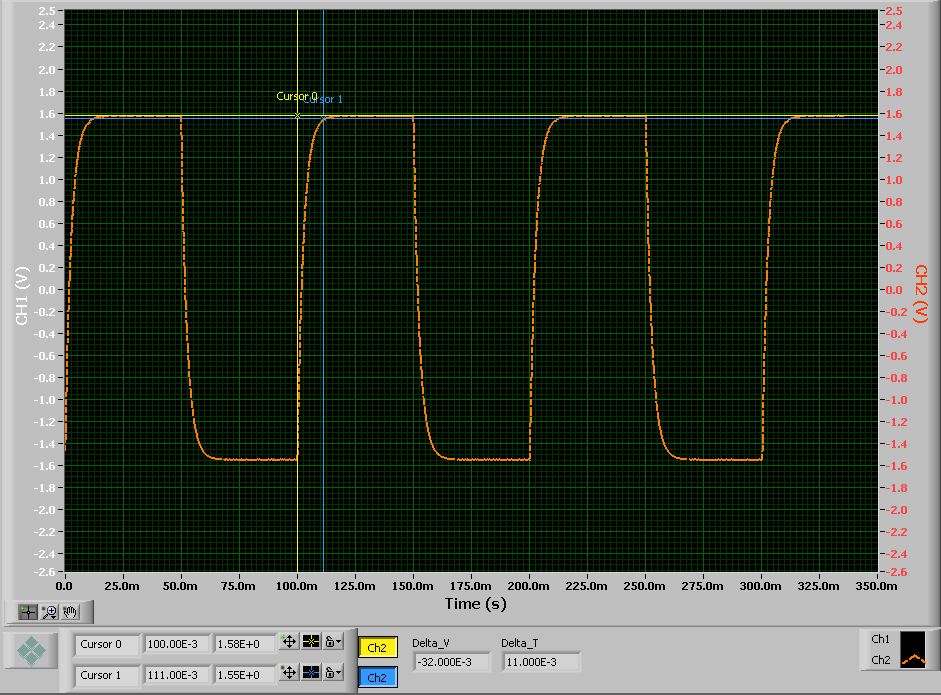 2.5 2.5
2.4 2.4
2.2 2.2
2.0 2.0
1.8 1.8
Cursor 0 Cursor 1
1.6 1.6
1.4 1.4
1.2 1.2
1.0 1.0
0.8 0.8
0.6 0.6
0.4 0.4
0.2 0.2
0.0 0.0
-0.2 -0.2
-0.4 -0.4
-0.6 -0.6
-0.8 -0.8
-1.0 -1.0
-1.2 -1.2
-1.4 -1.4
-1.6 -1.6
-1.8 -1.8
-2.0 -2.0
-2.2 -2.2
-2.4 -2.4
-2.6 -2.6
CH1 (V)
CH2 (V)
0.0 25.0m 50.0m 75.0m 100.0m 125.0m 150.0m 175.0m 200.0m 225.0m 250.0m 275.0m 300.0m 325.0m 350.0m
Time (s)
Cursor 0 100.00E-3 1.58E+0 Ch2
Cursor 1 111.00E-3 1.55E+0 Ch2
Delta_V Delta_T
-32.000E-3 11.000E-3
Ch1
Ch2